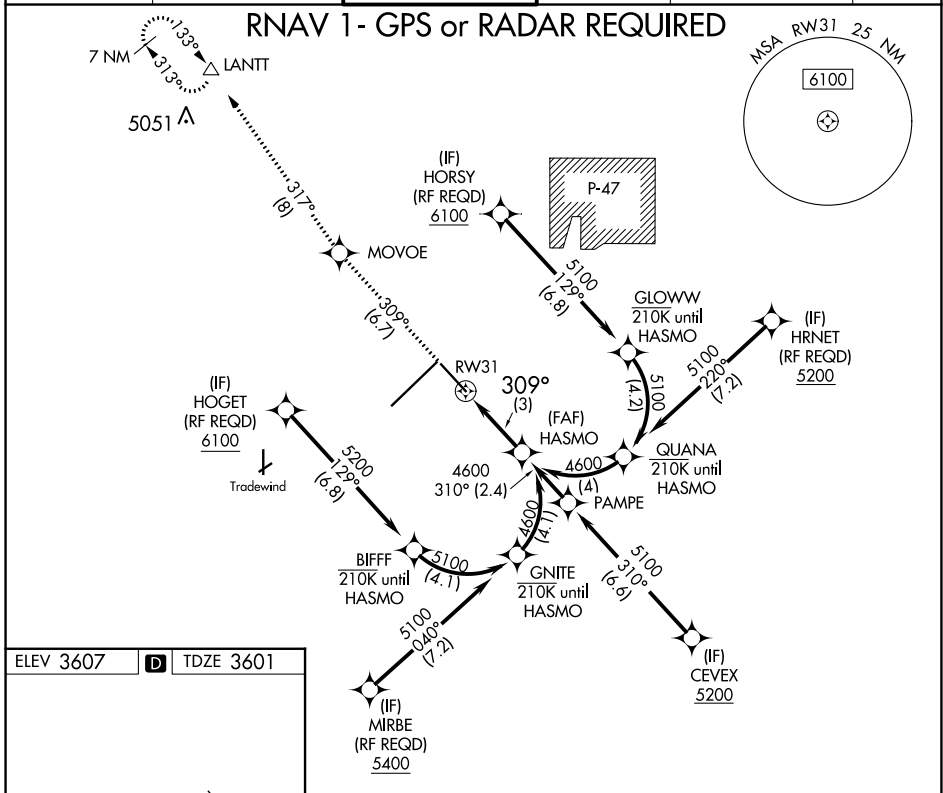 RNAV 1 - GPS or RADAR REQUIRED
MSA RW31 25 NM
6100
7 NM
133°
313°
LANTT
5051
317°
(8)
MOVOE
309°
(6.7)
(IF)
HORSY
(RF REQD)
6100
P-47
5100
129°
(6.8)
GLOWW
210K until
HASMO
5100
(4.2)
(IF)
HRNET
(RF REQD)
5200
5100
220°
(7.2)
RW31
309°
(3)
(FAF)
HASMO
(IF)
HOGET
(RF REQD)
6100
Tradewind
5200
129°
(6.8)
4600
310° (2.4)
4600
(4)
QUANA
210K until
HASMO
PAMPE
4600
(4.1)
BIFFF
210K until
HASMO
5100
(4.1)
GNITE
210K until
HASMO
5100
310°
(6.6)
5100
040°
(7.2)
(IF)
CEVEX
5200
(IF)
MIRBE
(RF REQD)
5400
ELEV 3607 D TDZE 3601